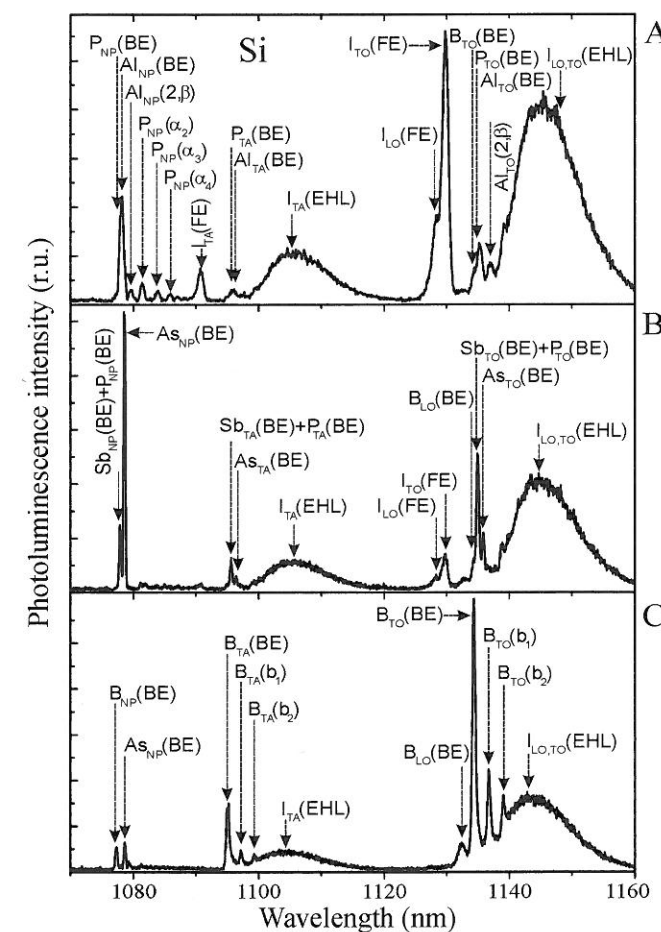 Si
A
P_NP(BE)
Al_NP(BE)
Al_NP(2,β)
P_NP(α₂)
P_NP(α₃)
P_NP(α₄)
I_TA(FE)
P_TA(BE)
Al_TA(BE)
I_TA(EHL)
I_TO(FE)
I_LO(FE)
B_TO(BE)
P_TO(BE)
Al_TO(BE)
Al_TO(2,β)
I_LO,TO(EHL)
B
Sb_NP(BE)+P_NP(BE)
As_NP(BE)
Sb_TA(BE)+P_TA(BE)
As_TA(BE)
I_TA(EHL)
I_LO(FE)
I_TO(FE)
B_LO(BE)
Sb_TO(BE)+P_TO(BE)
As_TO(BE)
I_LO,TO(EHL)
C
B_NP(BE)
As_NP(BE)
B_TA(BE)
B_TA(b₁)
B_TA(b₂)
I_TA(EHL)
B_LO(BE)
B_TO(BE)
B_TO(b₁)
B_TO(b₂)
I_LO,TO(EHL)
Photoluminescence intensity (r.u.)
1080 1100 1120 1140 1160
Wavelength (nm)